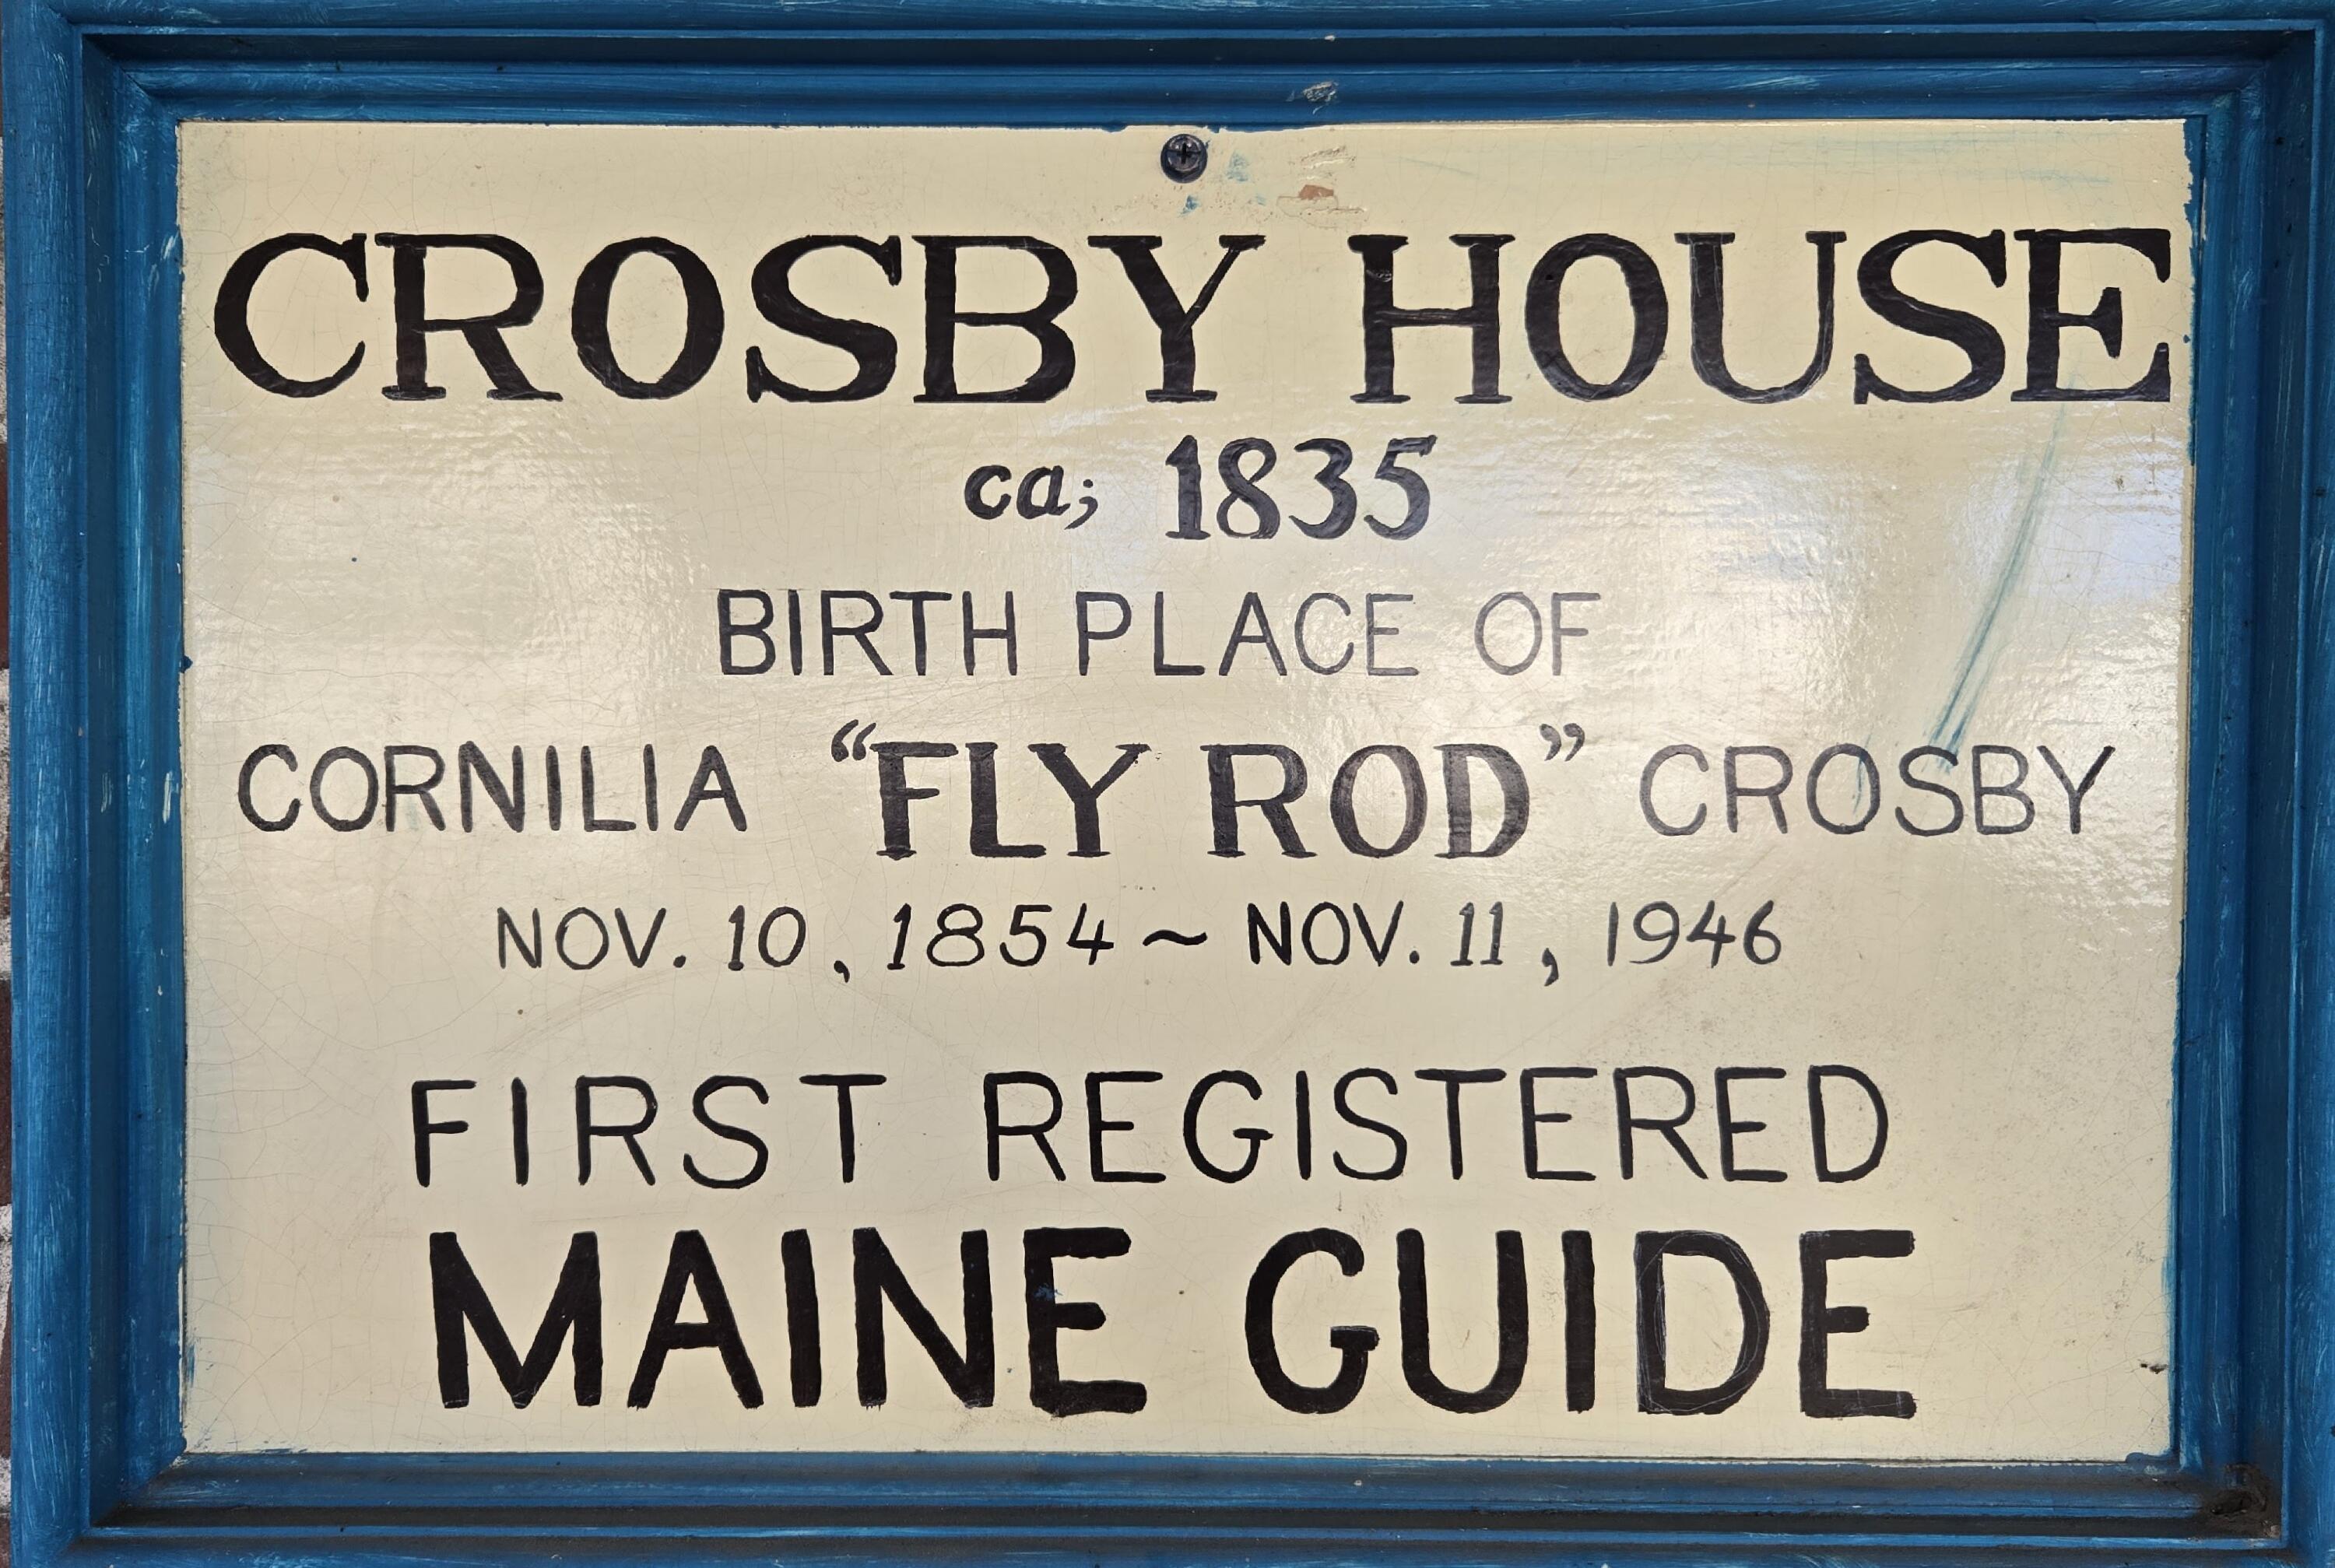 CROSBY HOUSE
ca; 1835
BIRTH PLACE OF
CORNILIA “FLY ROD” CROSBY
NOV. 10, 1854 ~ NOV. 11, 1946
FIRST REGISTERED
MAINE GUIDE